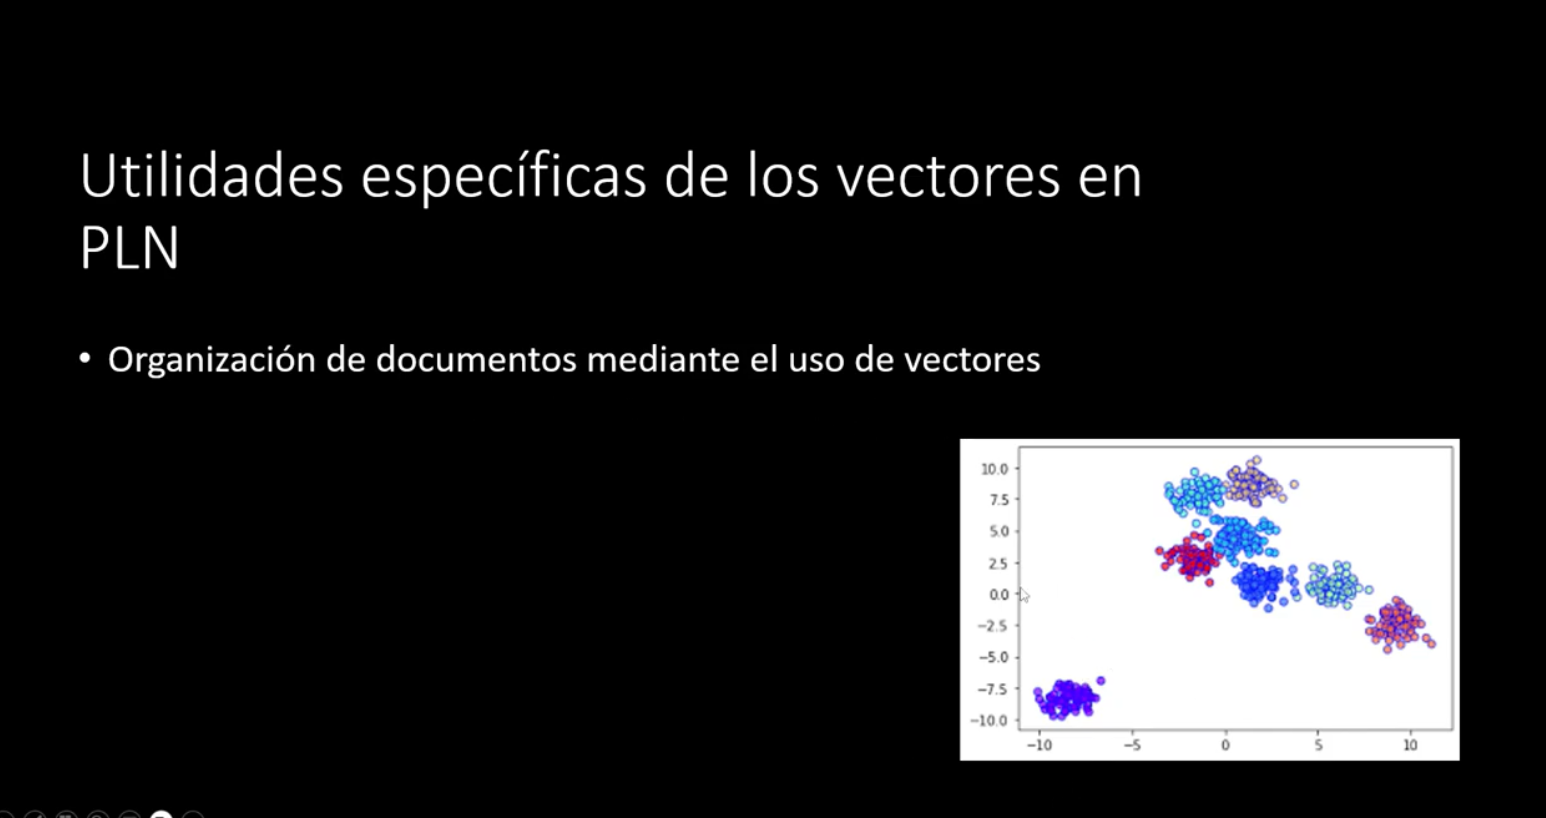 Utilidades específicas de los vectores en
PLN
• Organización de documentos mediante el uso de vectores
10.0
7.5
5.0
2.5
0.0
−2.5
−5.0
−7.5
−10.0
−10 −5 0 5 10